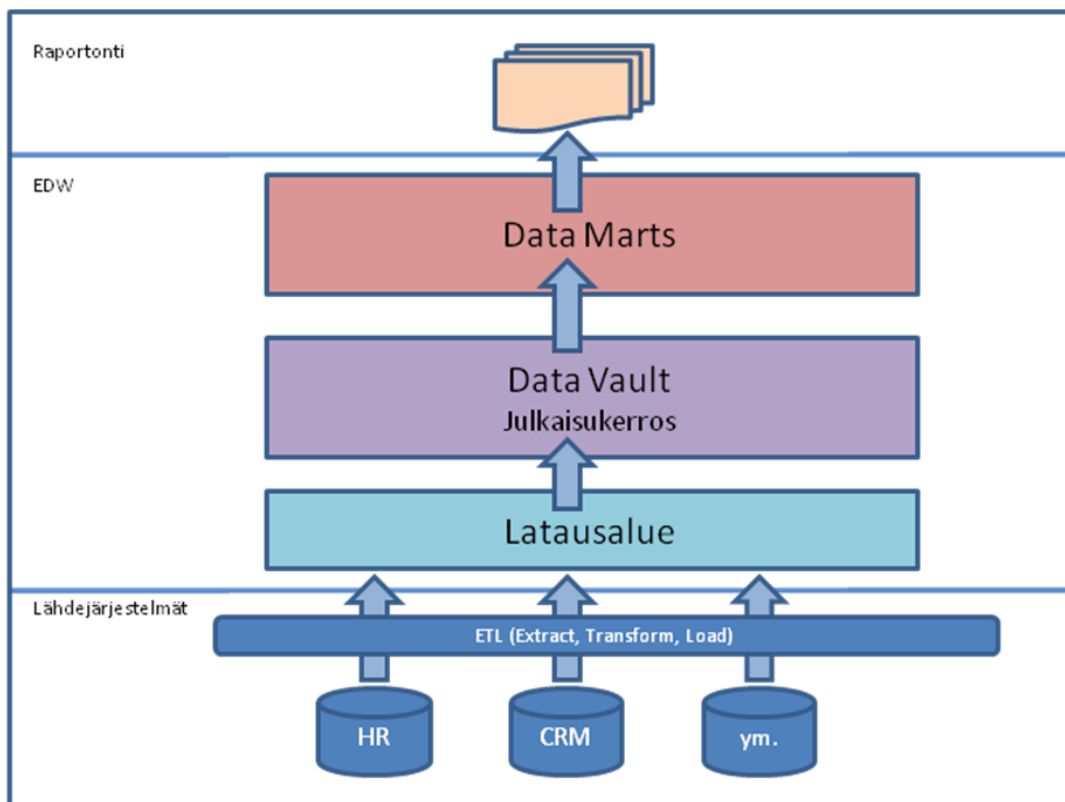 Raportonti
EDW
Data Marts
Data Vault
Julkaisukerros
Latausalue
Lähdejärjestelmät
ETL (Extract, Transform, Load)
HR
CRM
ym.